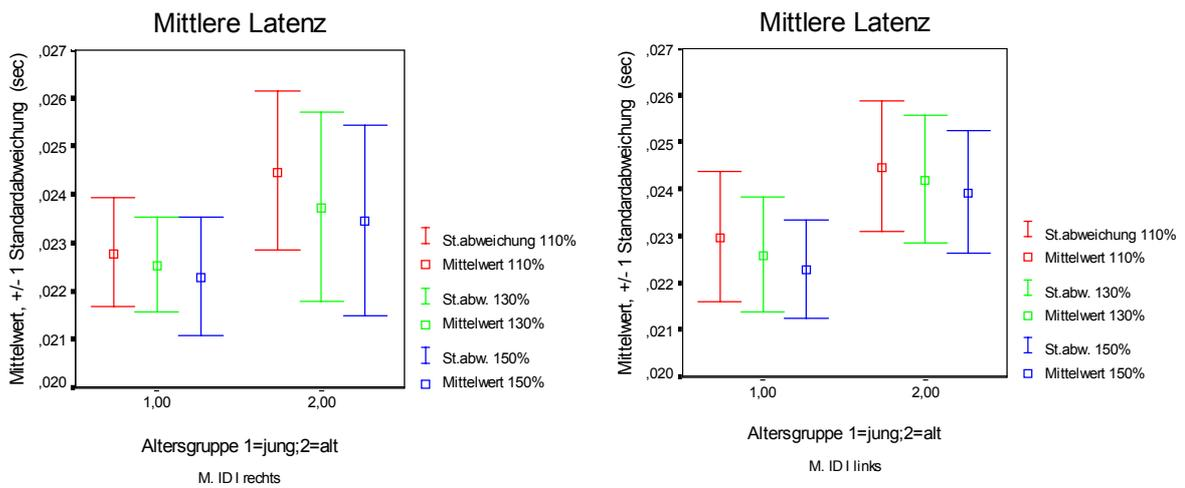 Mittlere Latenz
Mittelwert, +/- 1 Standardabweichung (sec)
,027
,026
,025
,024
,023
,022
,021
,020
1,00
2,00
Altersgruppe 1=jung;2=alt
M. ID I rechts
St.abweichung 110%
Mittelwert 110%
St.abw. 130%
Mittelwert 130%
St.abw. 150%
Mittelwert 150%
Mittlere Latenz
Mittelwert, +/- 1 Standardabweichung (sec)
,027
,026
,025
,024
,023
,022
,021
,020
1,00
2,00
Altersgruppe 1=jung;2=alt
M. ID I links
St.abweichung 110%
Mittelwert 110%
St.abw. 130%
Mittelwert 130%
St.abw. 150%
Mittelwert 150%